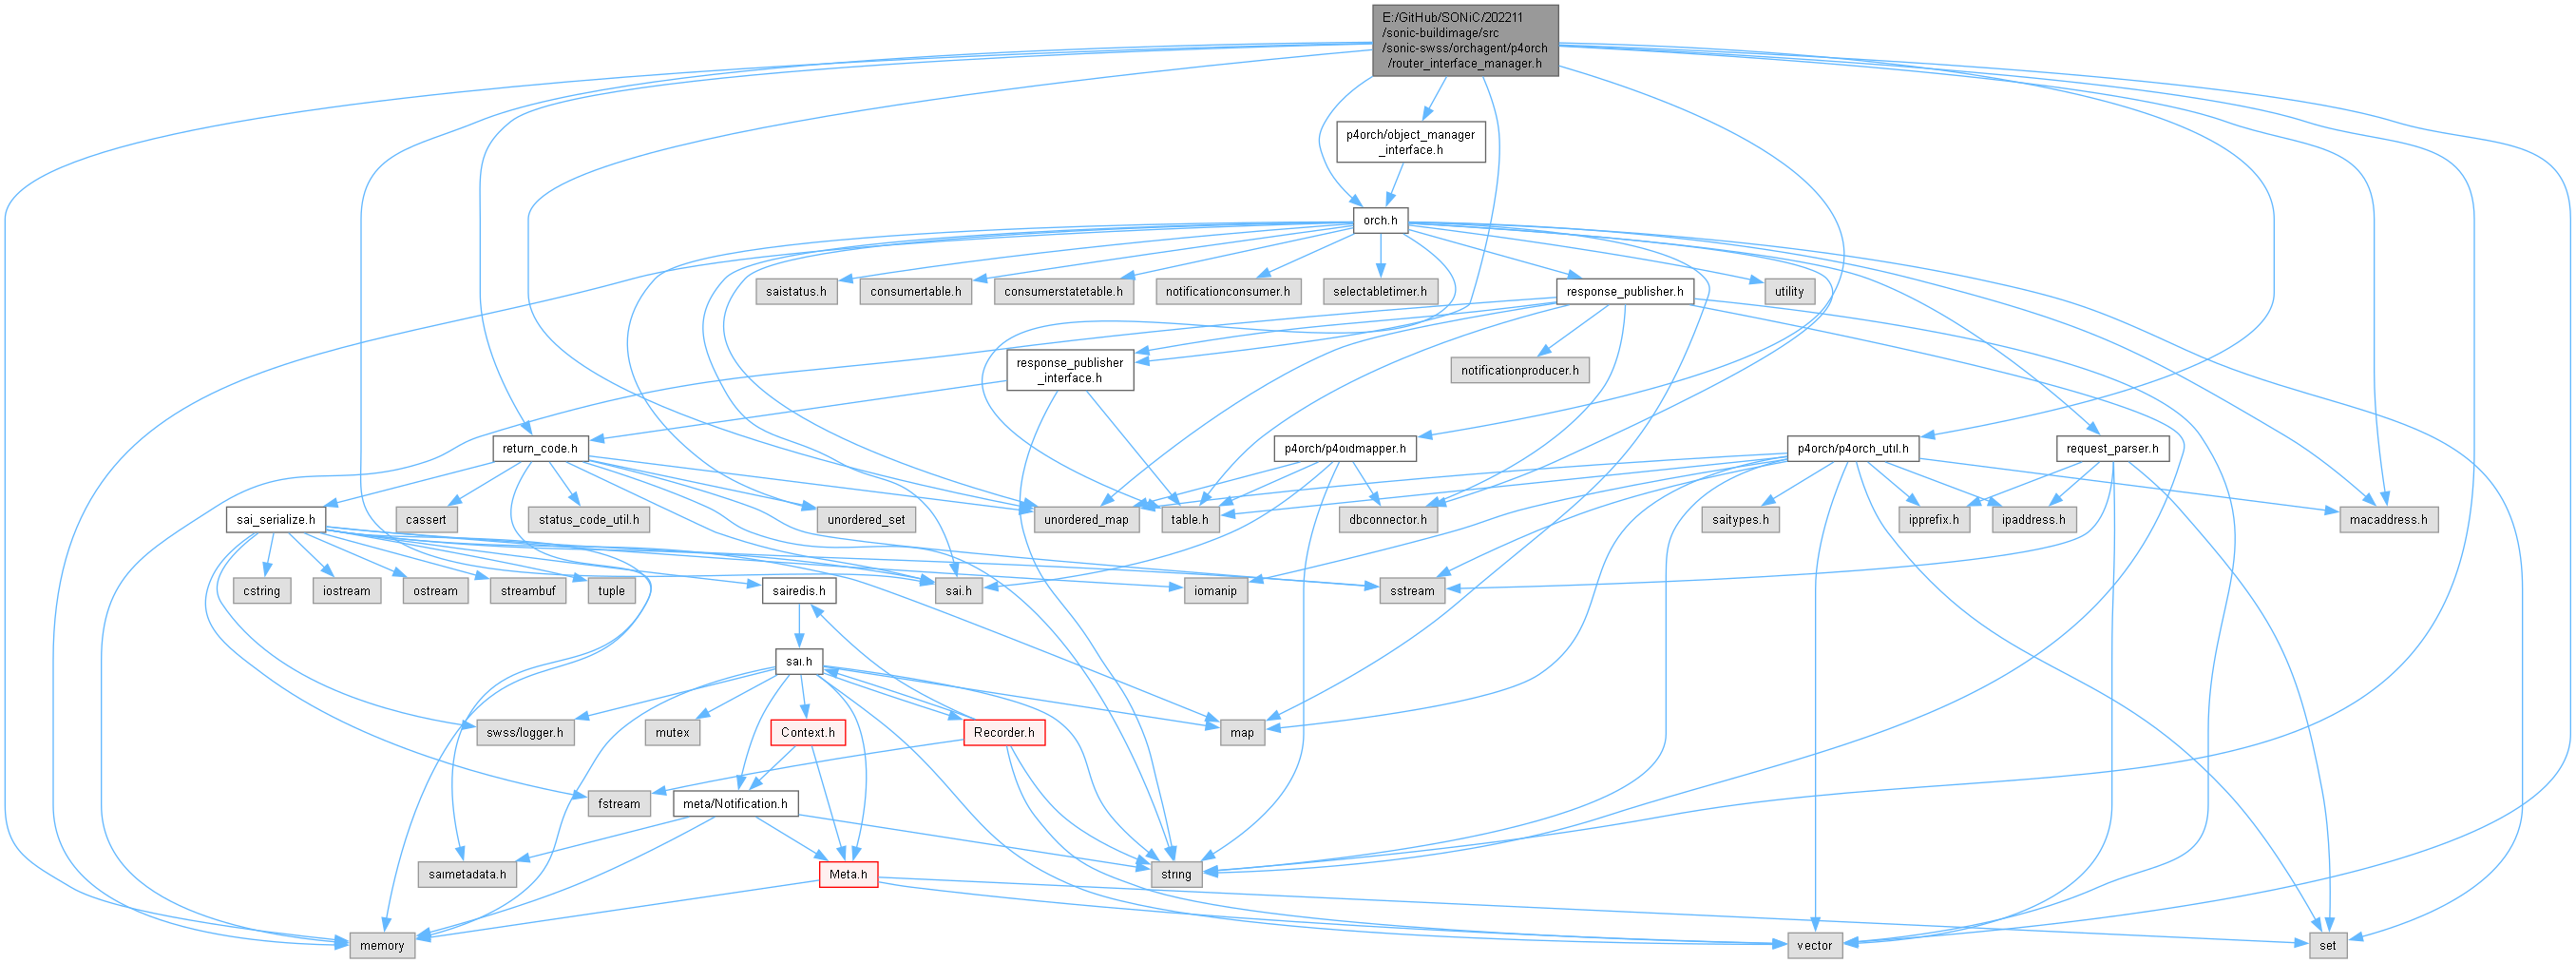 E:/GitHub/SONiC/202211
/sonic-buildimage/src
/sonic-swss/orchagent/p4orch
/router_interface_manager.h
p4orch/object_manager
_interface.h
orch.h
saistatus.h
consumertable.h
consumerstatetable.h
notificationconsumer.h
selectabletimer.h
response_publisher.h
utility
response_publisher
_interface.h
notificationproducer.h
return_code.h
p4orch/p4oidmapper.h
p4orch/p4orch_util.h
request_parser.h
sai_serialize.h
cassert
status_code_util.h
unordered_set
unordered_map
table.h
dbconnector.h
saitypes.h
ipprefix.h
ipaddress.h
macaddress.h
cstring
iostream
ostream
streambuf
tuple
sairedis.h
sai.h
iomanip
sstream
sai.h
swss/logger.h
mutex
Context.h
Recorder.h
map
fstream
meta/Notification.h
saimetadata.h
Meta.h
string
memory
vector
set